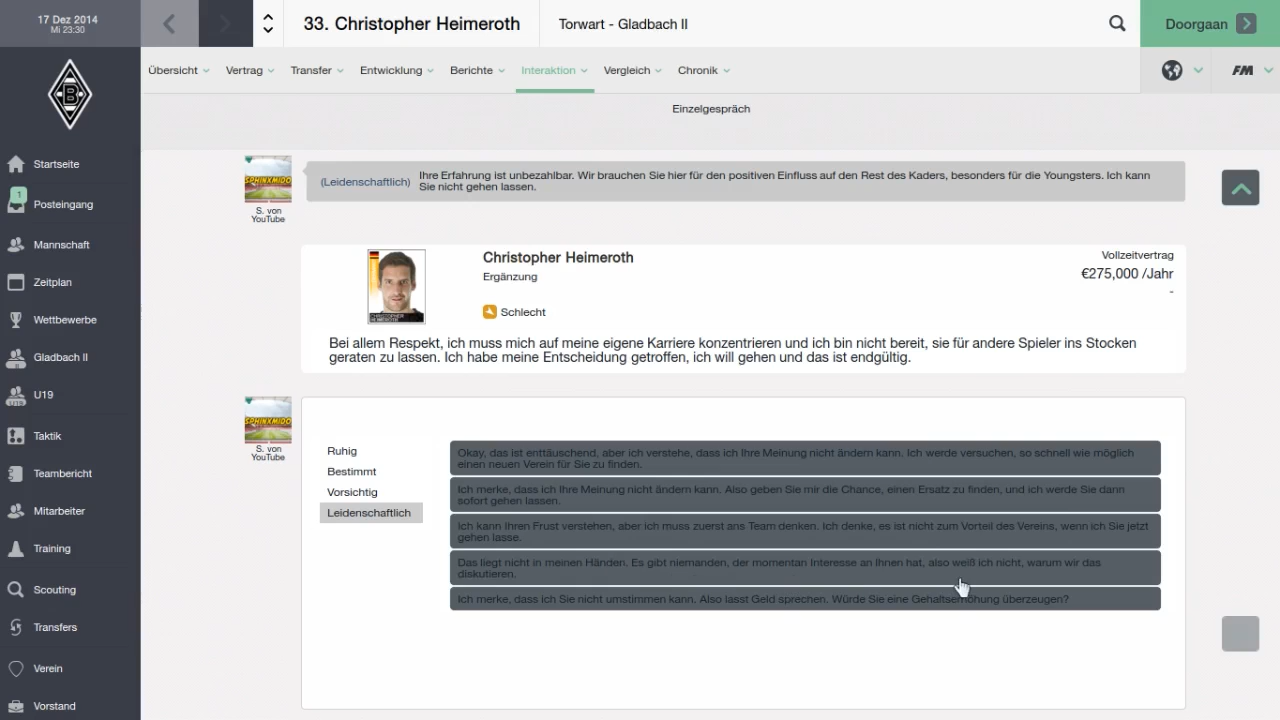 17 Dez 2014
Mi 23:30
33. Christopher Heimeroth
Torwart - Gladbach II
Doorgaan
Übersicht
Vertrag
Transfer
Entwicklung
Berichte
Interaktion
Vergleich
Chronik
FM
Einzelgespräch
Startseite
1
Posteingang
Mannschaft
Zeitplan
Wettbewerbe
Gladbach II
U19
Taktik
Teambericht
Mitarbeiter
Training
Scouting
Transfers
Verein
Vorstand
SPHINXMIDO
S. von
YouTube
(Leidenschaftlich)
Ihre Erfahrung ist unbezahlbar. Wir brauchen Sie hier für den positiven Einfluss auf den Rest des Kaders, besonders für die Youngsters. Ich kann
Sie nicht gehen lassen.
CHRISTOPHER
HEIMEROTH
Christopher Heimeroth
Ergänzung
Schlecht
Vollzeitvertrag
€275,000 /Jahr
-
Bei allem Respekt, ich muss mich auf meine eigene Karriere konzentrieren und ich bin nicht bereit, sie für andere Spieler ins Stocken
geraten zu lassen. Ich habe meine Entscheidung getroffen, ich will gehen und das ist endgültig.
SPHINXMIDO
S. von
YouTube
Ruhig
Bestimmt
Vorsichtig
Leidenschaftlich
Okay, das ist enttäuschend, aber ich verstehe, dass ich Ihre Meinung nicht ändern kann. Ich werde versuchen, so schnell wie möglich
einen neuen Verein für Sie zu finden.
Ich merke, dass ich Ihre Meinung nicht ändern kann. Also geben Sie mir die Chance, einen Ersatz zu finden, und ich werde Sie dann
sofort gehen lassen.
Ich kann Ihren Frust verstehen, aber ich muss zuerst ans Team denken. Ich denke, es ist nicht zum Vorteil des Vereins, wenn ich Sie jetzt
gehen lasse.
Das liegt nicht in meinen Händen. Es gibt niemanden, der momentan Interesse an Ihnen hat, also weiß ich nicht, warum wir das
diskutieren.
Ich merke, dass ich Sie nicht umstimmen kann. Also lasst Geld sprechen. Würde Sie eine Gehaltserhöhung überzeugen?